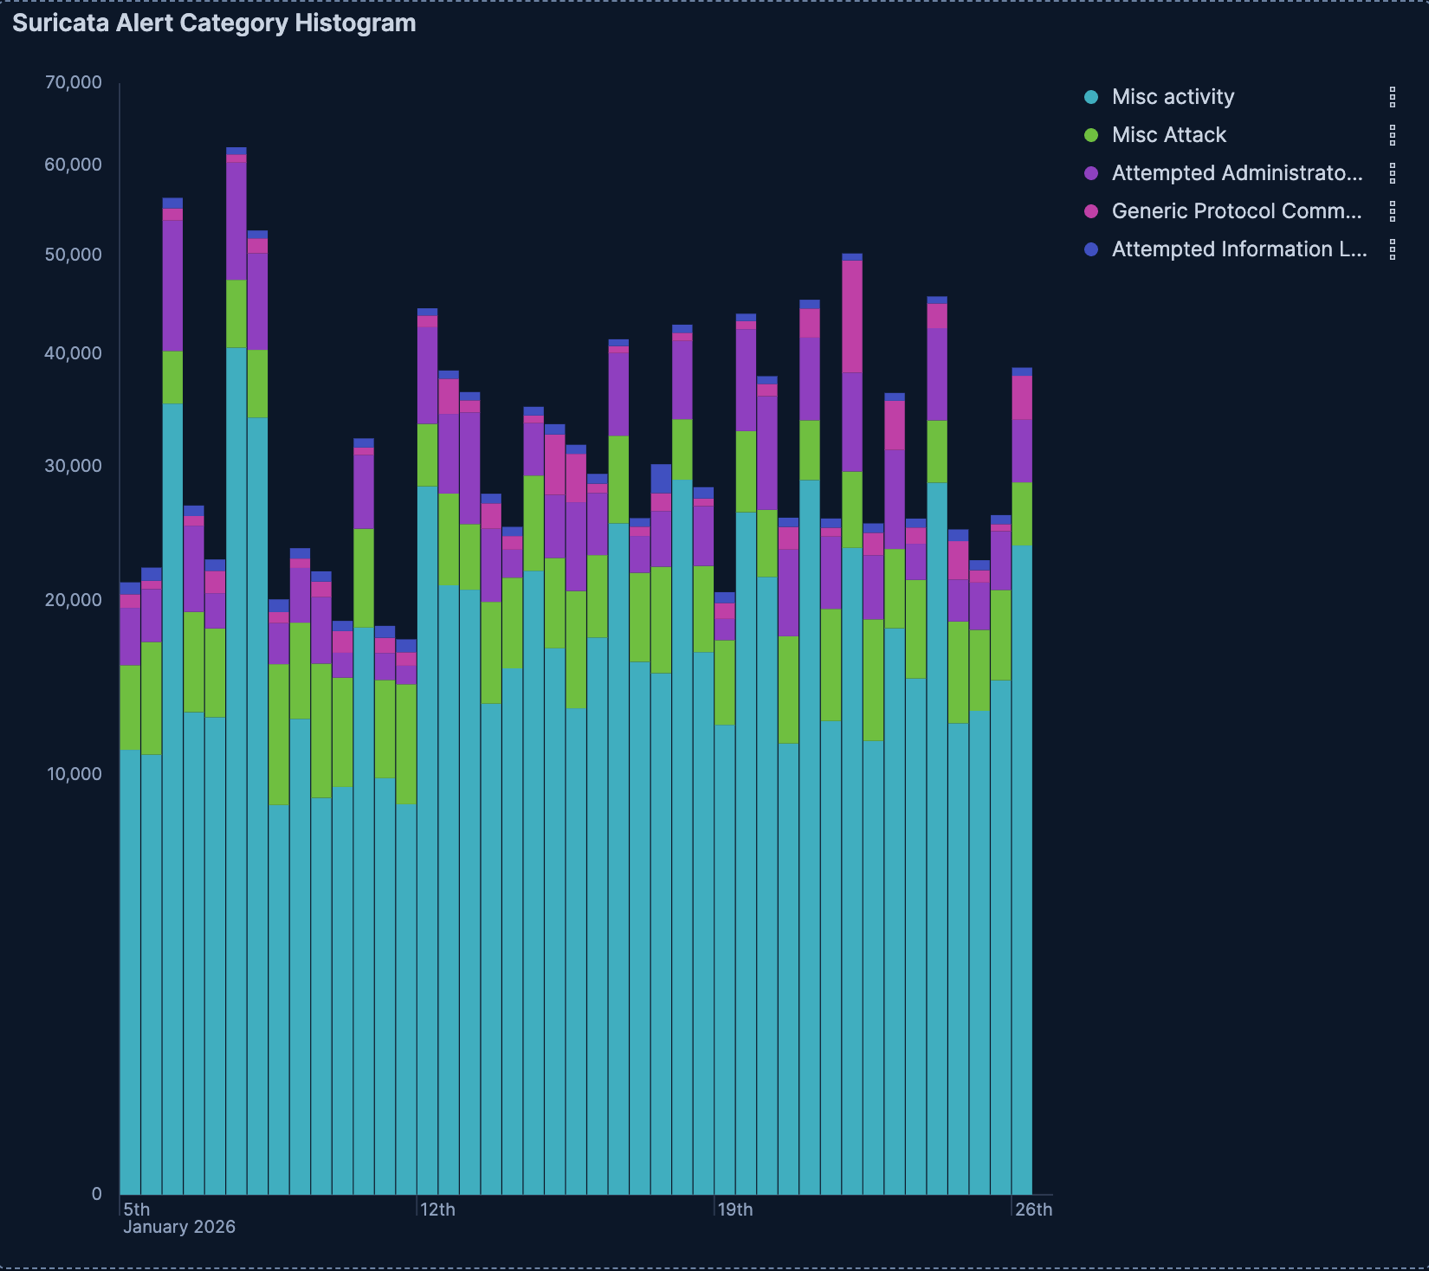 Suricata Alert Category Histogram
70,000
60,000
50,000
40,000
30,000
20,000
10,000
0
5th
January 2026
12th
19th
26th
Misc activity
Misc Attack
Attempted Administrato...
Generic Protocol Comm...
Attempted Information L...